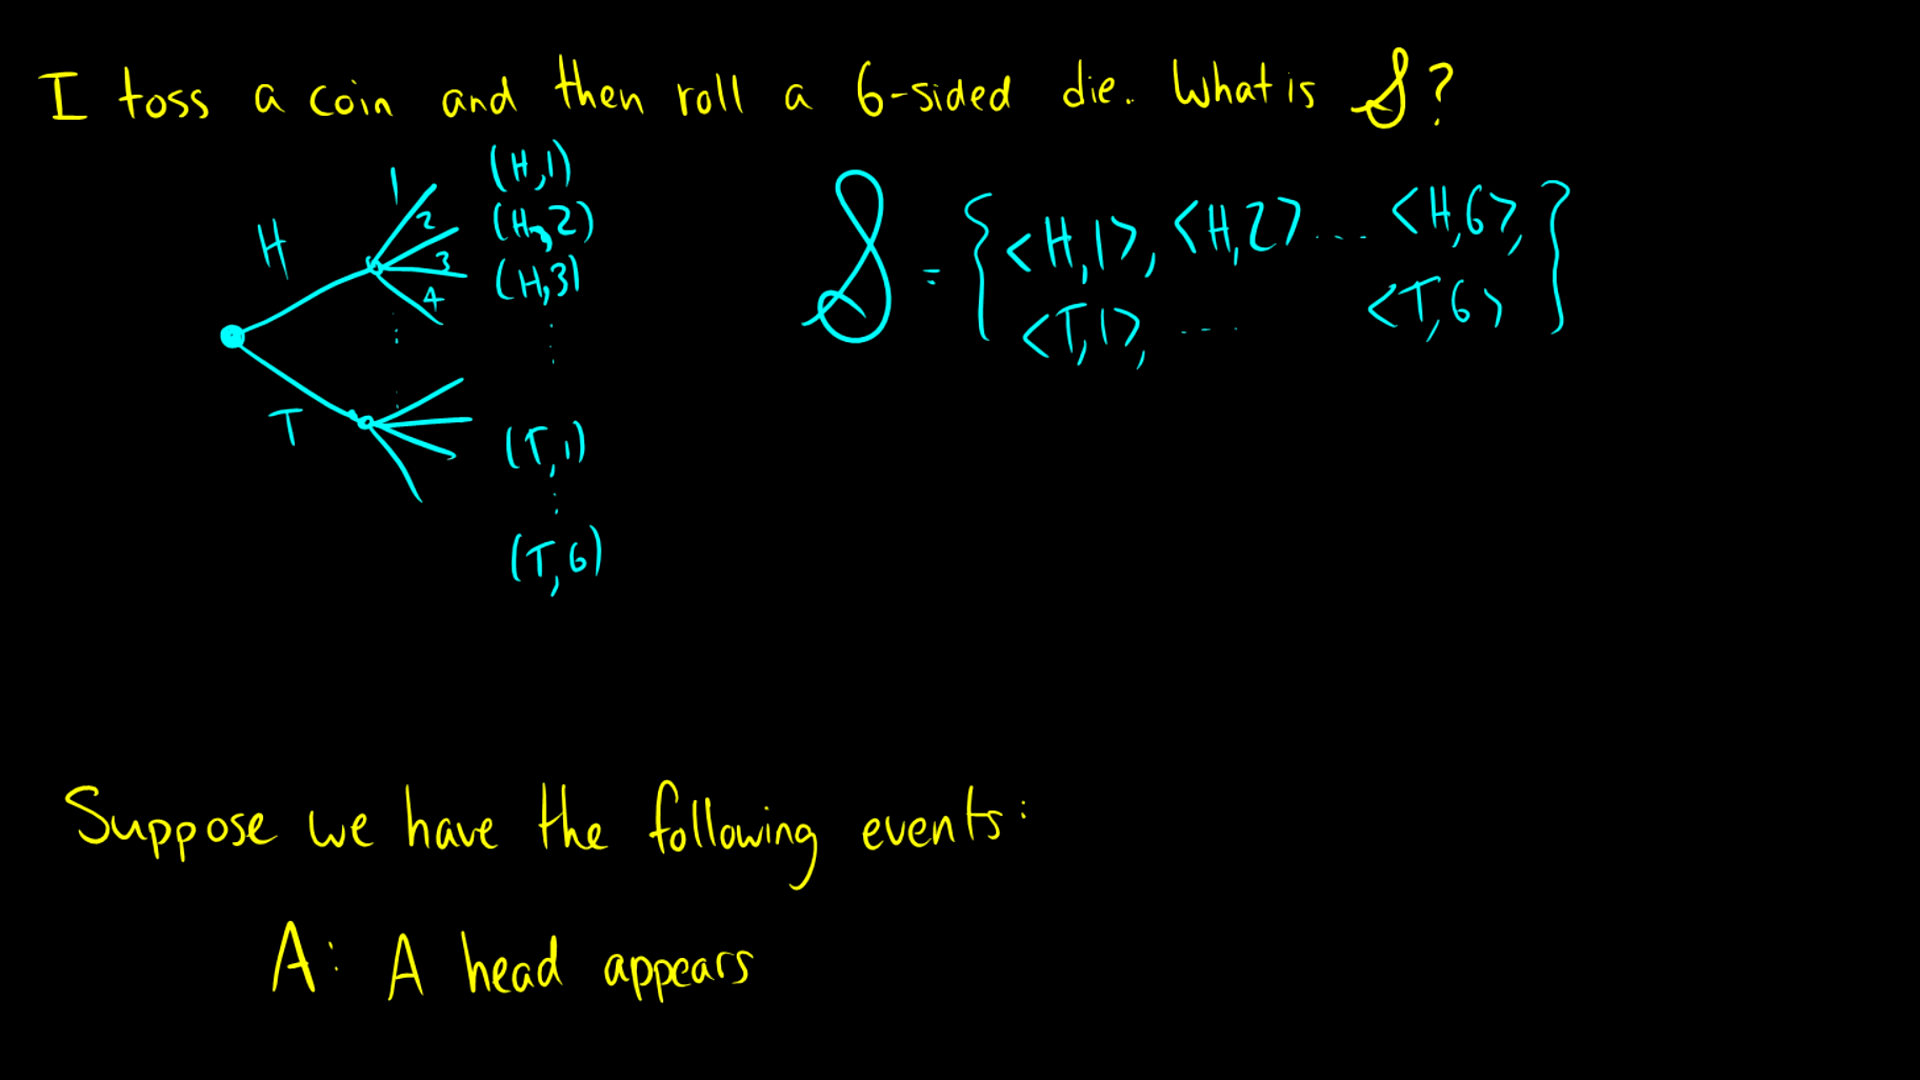 I toss a coin and then roll a 6-sided die. What is S?
H
1
2
3
4
T
(H,1)
(H,2)
(H,3)
(T,1)
(T,6)
S = {<H,1>, <H,2> ... <H,6>,
<T,1>, ... <T,6>}
Suppose we have the following events:
A: A head appears